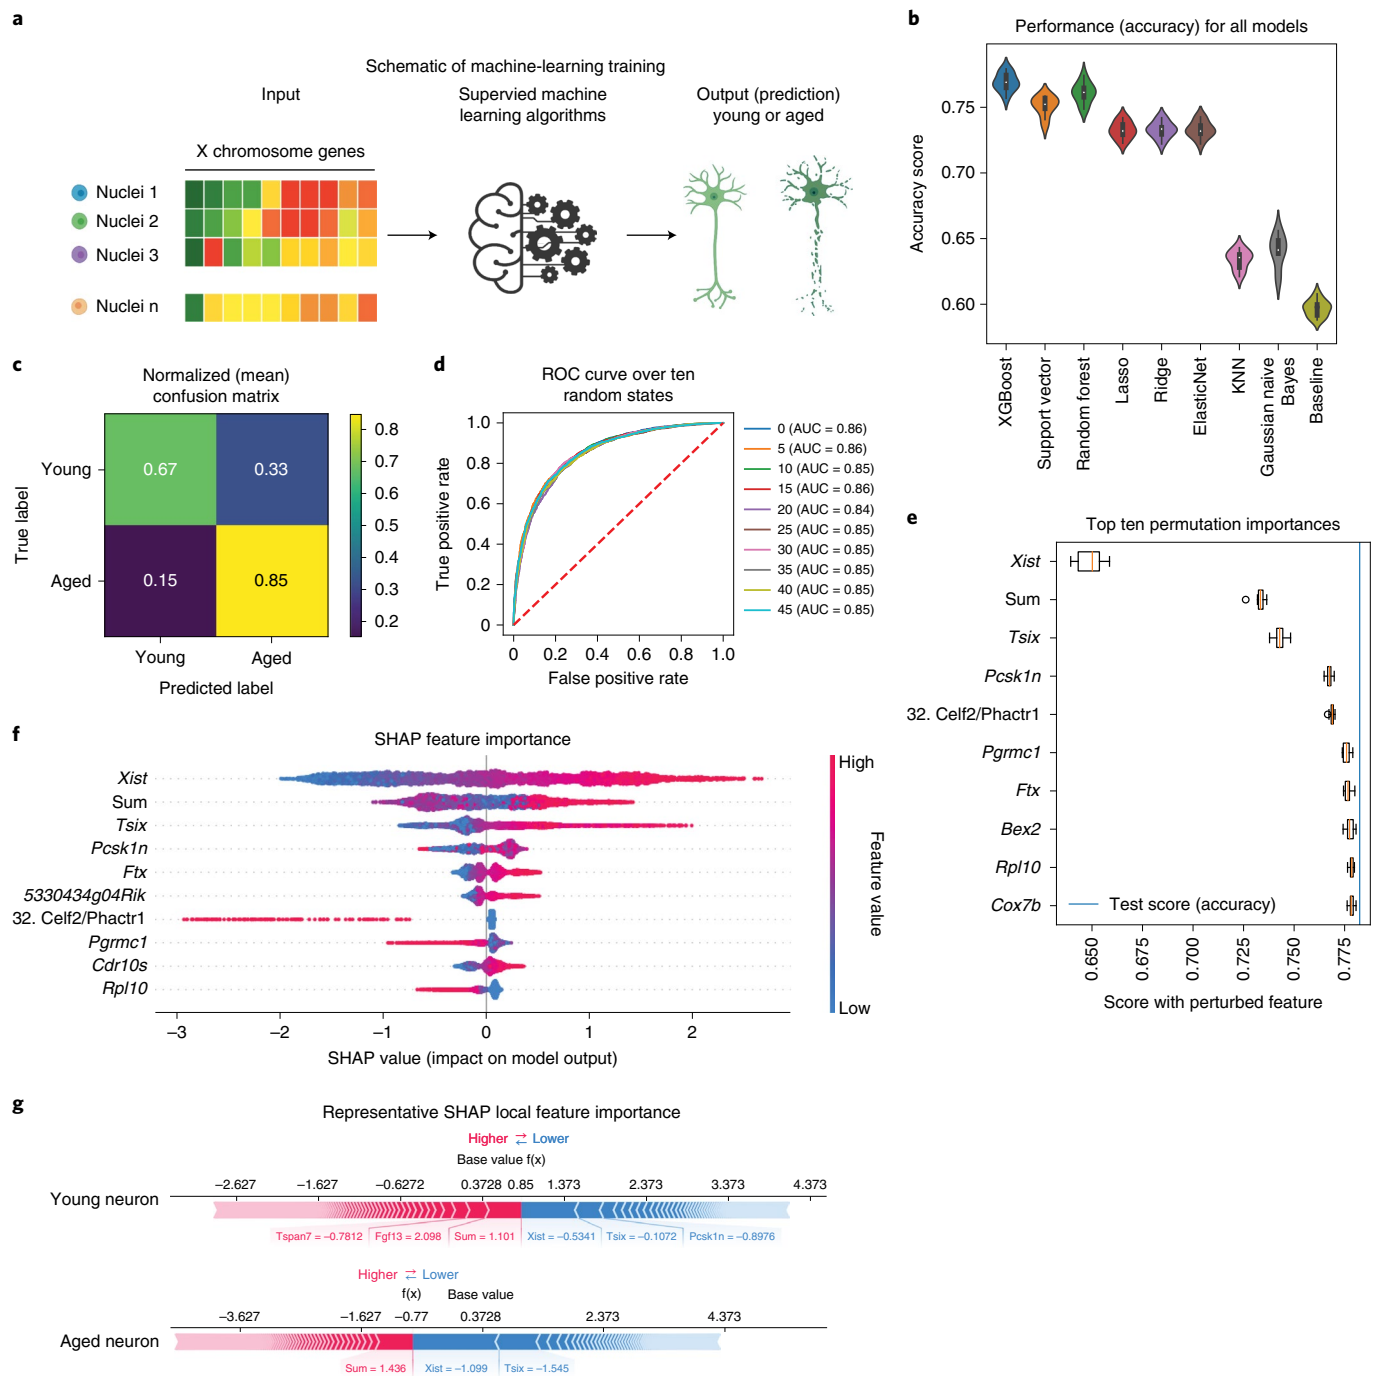 a
Schematic of machine-learning training
Input
Supervied machine
learning algorithms
Output (prediction)
young or aged
X chromosome genes
Nuclei 1
Nuclei 2
Nuclei 3
Nuclei n
b
Performance (accuracy) for all models
Accuracy score
0.75
0.70
0.65
0.60
XGBoost
Support vector
Random forest
Lasso
Ridge
ElasticNet
KNN
Gaussian naive
Bayes
Baseline
c
Normalized (mean)
confusion matrix
True label
Young
Aged
0.67
0.33
0.15
0.85
Young
Aged
Predicted label
0.8
0.7
0.6
0.5
0.4
0.3
0.2
d
ROC curve over ten
random states
True positive rate
1.0
0.8
0.6
0.4
0.2
0
0
0.2
0.4
0.6
0.8
1.0
False positive rate
0 (AUC = 0.86)
5 (AUC = 0.86)
10 (AUC = 0.85)
15 (AUC = 0.86)
20 (AUC = 0.84)
25 (AUC = 0.85)
30 (AUC = 0.85)
35 (AUC = 0.85)
40 (AUC = 0.85)
45 (AUC = 0.85)
e
Top ten permutation importances
Xist
Sum
Tsix
Pcsk1n
32. Celf2/Phactr1
Pgrmc1
Ftx
Bex2
Rpl10
Cox7b
Test score (accuracy)
0.650
0.675
0.700
0.725
0.750
0.775
Score with perturbed feature
f
SHAP feature importance
Xist
Sum
Tsix
Pcsk1n
Ftx
5330434g04Rik
32. Celf2/Phactr1
Pgrmc1
Cdr10s
Rpl10
−3
−2
−1
0
1
2
SHAP value (impact on model output)
High
Feature value
Low
g
Representative SHAP local feature importance
Higher ⇄ Lower
Base value f(x)
−2.627 −1.627 −0.6272 0.3728 0.85 1.373 2.373 3.373 4.373
Young neuron
Tspan7 = −0.7812 Fgf13 = 2.098 Sum = 1.101 Xist = −0.5341 Tsix = −0.1072 Pcsk1n = −0.8976
Higher ⇄ Lower
f(x) Base value
−3.627 −1.627 −0.77 0.3728 2.373 4.373
Aged neuron
Sum = 1.436 Xist = −1.099 Tsix = −1.545